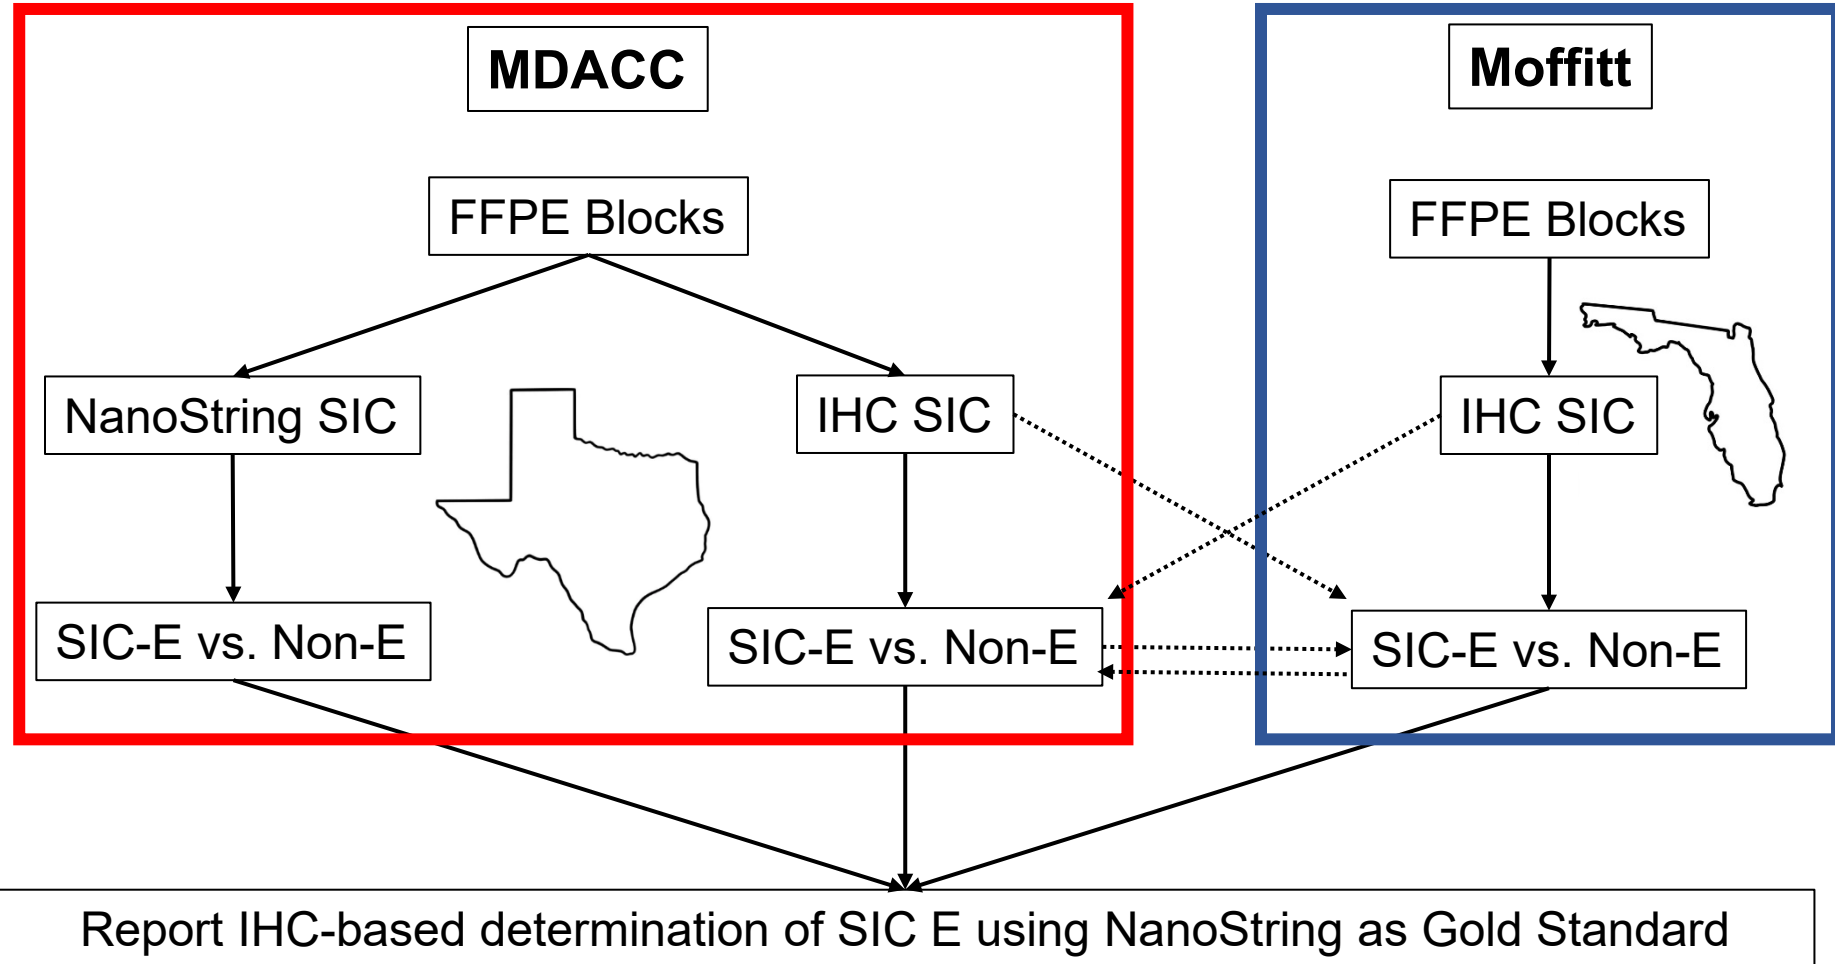 MDACC
Moffitt
FFPE Blocks
FFPE Blocks
NanoString SIC
IHC SIC
IHC SIC
SIC-E vs. Non-E
SIC-E vs. Non-E
SIC-E vs. Non-E
Report IHC-based determination of SIC E using NanoString as Gold Standard